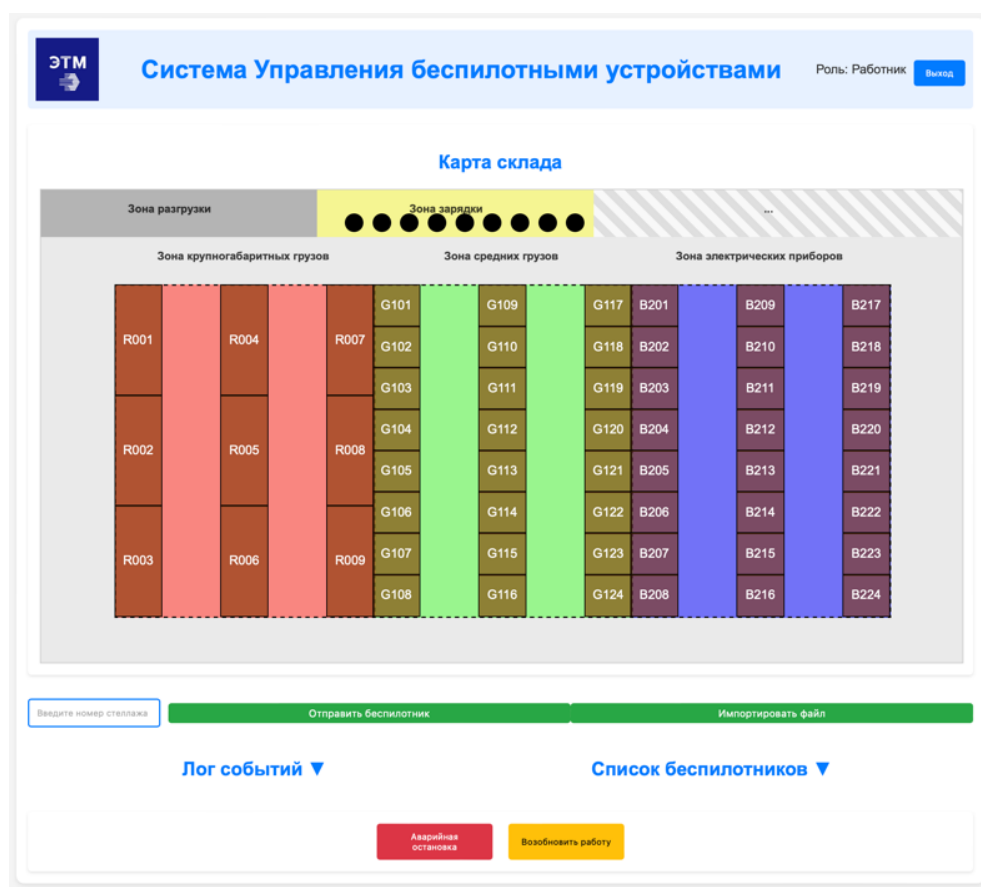 ЭТМ
Система Управления беспилотными устройствами
Роль: Работник
Выход
Карта склада
Зона разгрузки
Зона зарядки
...
Зона крупногабаритных грузов
Зона средних грузов
Зона электрических приборов
R001 R004 R007
R002 R005 R008
R003 R006 R009
G101 G109 G117 B201 B209 B217
G102 G110 G118 B202 B210 B218
G103 G111 G119 B203 B211 B219
G104 G112 G120 B204 B212 B220
G105 G113 G121 B205 B213 B221
G106 G114 G122 B206 B214 B222
G107 G115 G123 B207 B215 B223
G108 G116 G124 B208 B216 B224
Введите номер стеллажа
Отправить беспилотник
Импортировать файл
Лог событий ▼
Список беспилотников ▼
Аварийная
остановка
Возобновить работу